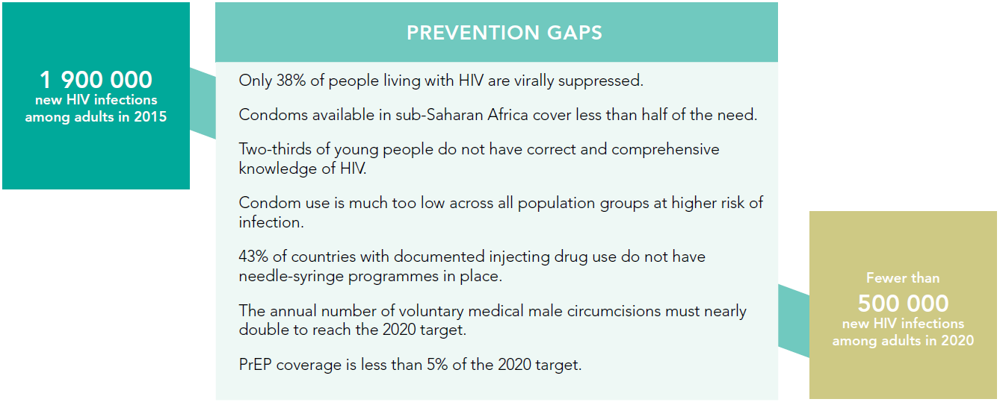 1 900 000
new HIV infections
among adults in 2015
PREVENTION GAPS
Only 38% of people living with HIV are virally suppressed.
Condoms available in sub-Saharan Africa cover less than half of the need.
Two-thirds of young people do not have correct and comprehensive
knowledge of HIV.
Condom use is much too low across all population groups at higher risk of
infection.
43% of countries with documented injecting drug use do not have
needle-syringe programmes in place.
The annual number of voluntary medical male circumcisions must nearly
double to reach the 2020 target.
PrEP coverage is less than 5% of the 2020 target.
Fewer than
500 000
new HIV infections
among adults in 2020